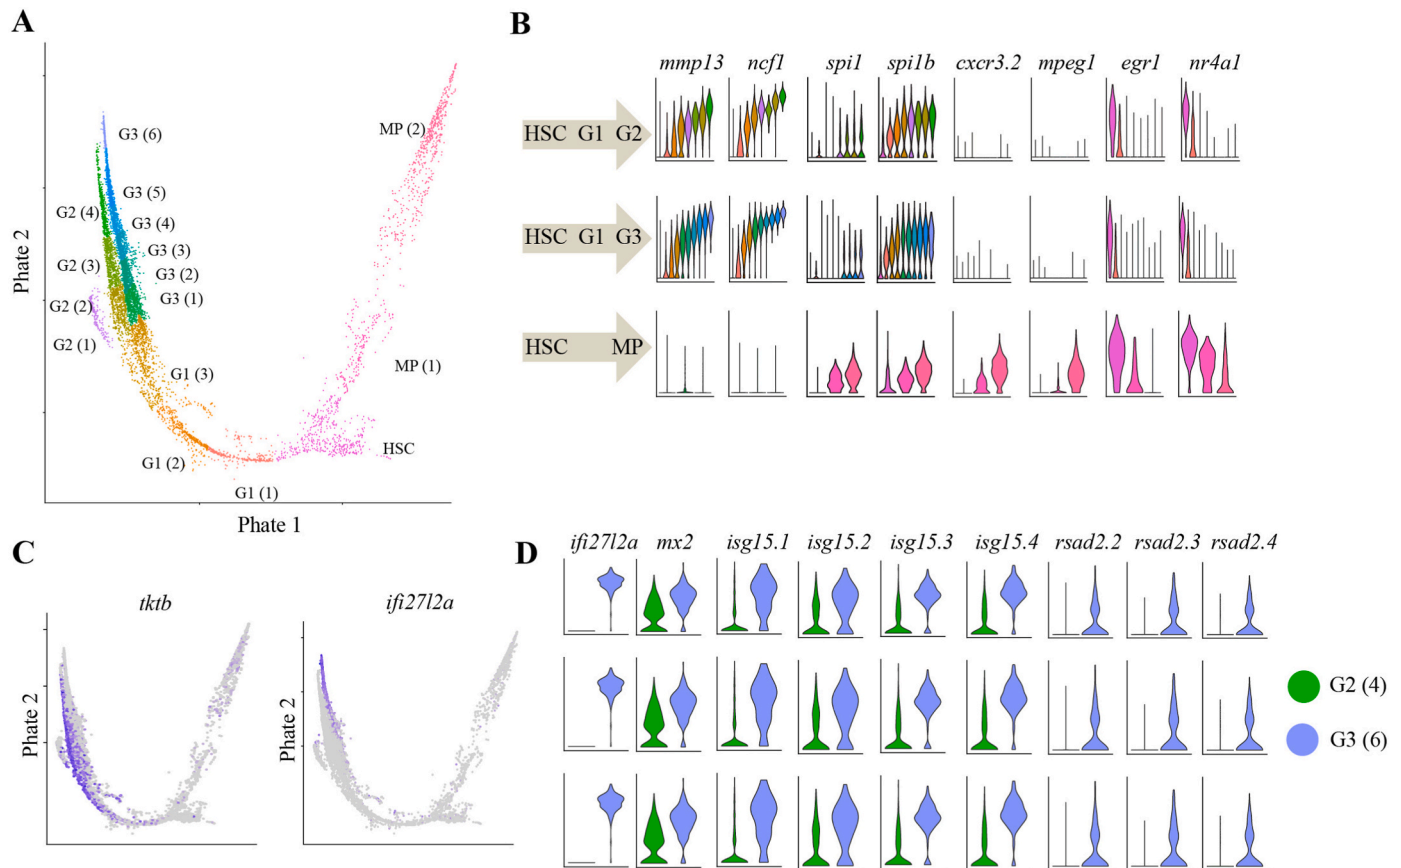 A
Phate 2
Phate 1
G3 (6)
MP (2)
G3 (5)
G2 (4)
G3 (4)
G3 (3)
G2 (3)
G3 (2)
G3 (1)
G2 (2)
G2 (1)
G1 (3)
MP (1)
HSC
G1 (2)
G1 (1)
B
mmp13 ncf1 spi1 spi1b cxcr3.2 mpeg1 egr1 nr4a1
HSC G1 G2
HSC G1 G3
HSC MP
C
tktb
Phate 2
ifi27l2a
Phate 2
D
ifi27l2a mx2 isg15.1 isg15.2 isg15.3 isg15.4 rsad2.2 rsad2.3 rsad2.4
G2 (4)
G3 (6)